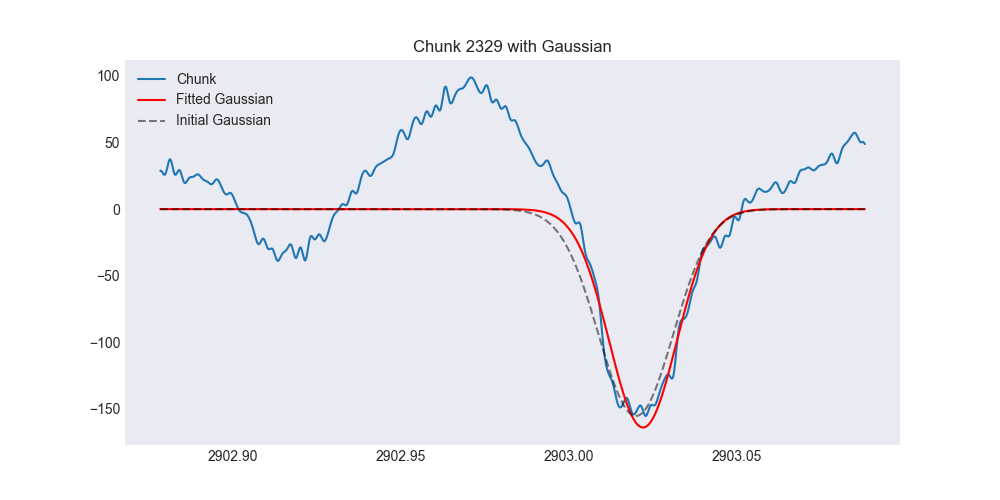 Chunk 2329 with Gaussian
Chunk
Fitted Gaussian
Initial Gaussian
100
50
0
−50
−100
−150
2902.90
2902.95
2903.00
2903.05